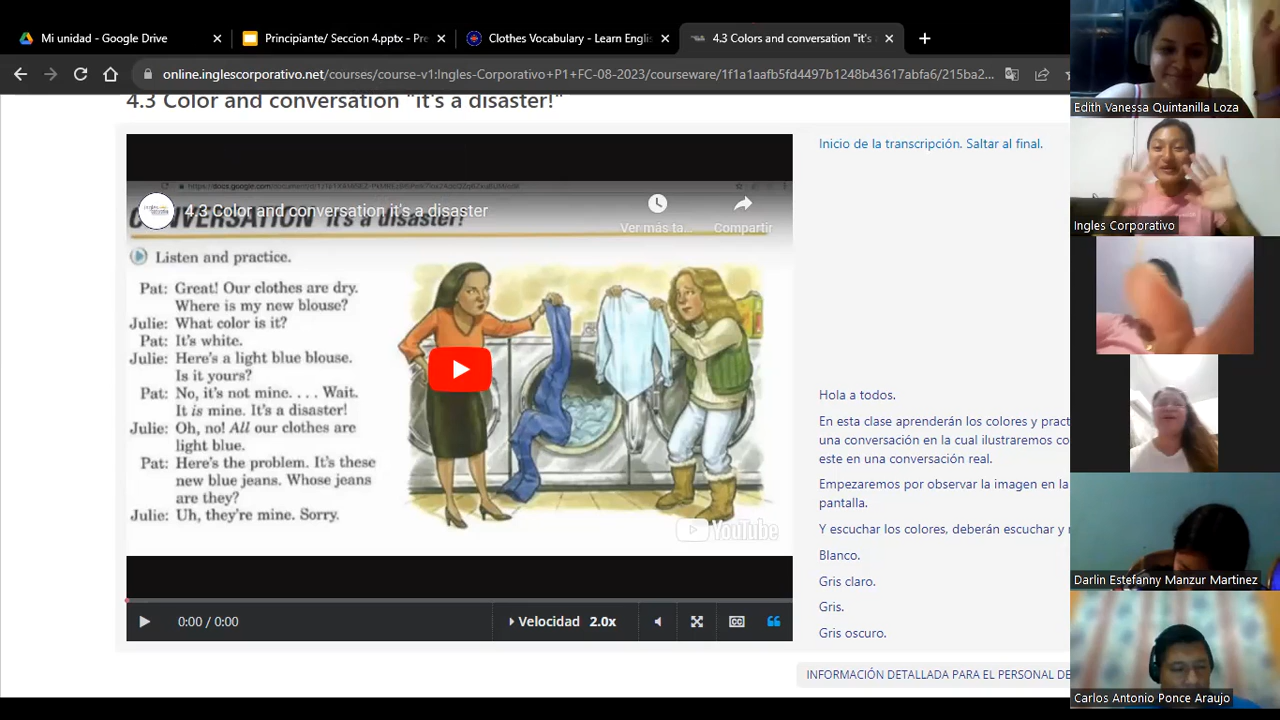 Mi unidad - Google Drive
Principiante/ Seccion 4.pptx - Pre
Clothes Vocabulary - Learn Englis
4.3 Colors and conversation "it's a
online.inglescorporativo.net/courses/course-v1:Ingles-Corporativo+P1+FC-08-2023/courseware/1f1a1aafb5fd4497b1248b43617abfa6/215ba2...
4.3 Color and conversation "it's a disaster!"
4.3 Color and conversation it's a disaster
Ver más ta...
Compartir
CONVERSATION It's a disaster!
Listen and practice.
Pat: Great! Our clothes are dry.
Where is my new blouse?
Julie: What color is it?
Pat: It's white.
Julie: Here's a light blue blouse.
Is it yours?
Pat: No, it's not mine. . . . Wait.
It is mine. It's a disaster!
Julie: Oh, no! All our clothes are
light blue.
Pat: Here's the problem. It's these
new blue jeans. Whose jeans
are they?
Julie: Uh, they're mine. Sorry.
YouTube
0:00 / 0:00
Velocidad 2.0x
CC
Inicio de la transcripción. Saltar al final.
Hola a todos.
En esta clase aprenderán los colores y pract
una conversación en la cual ilustraremos co
este en una conversación real.
Empezaremos por observar la imagen en la
pantalla.
Y escuchar los colores, deberán escuchar y
Blanco.
Gris claro.
Gris.
Gris oscuro.
INFORMACIÓN DETALLADA PARA EL PERSONAL DE
Edith Vanessa Quintanilla Loza
Ingles Corporativo
Darlin Estefanny Manzur Martinez
Carlos Antonio Ponce Araujo